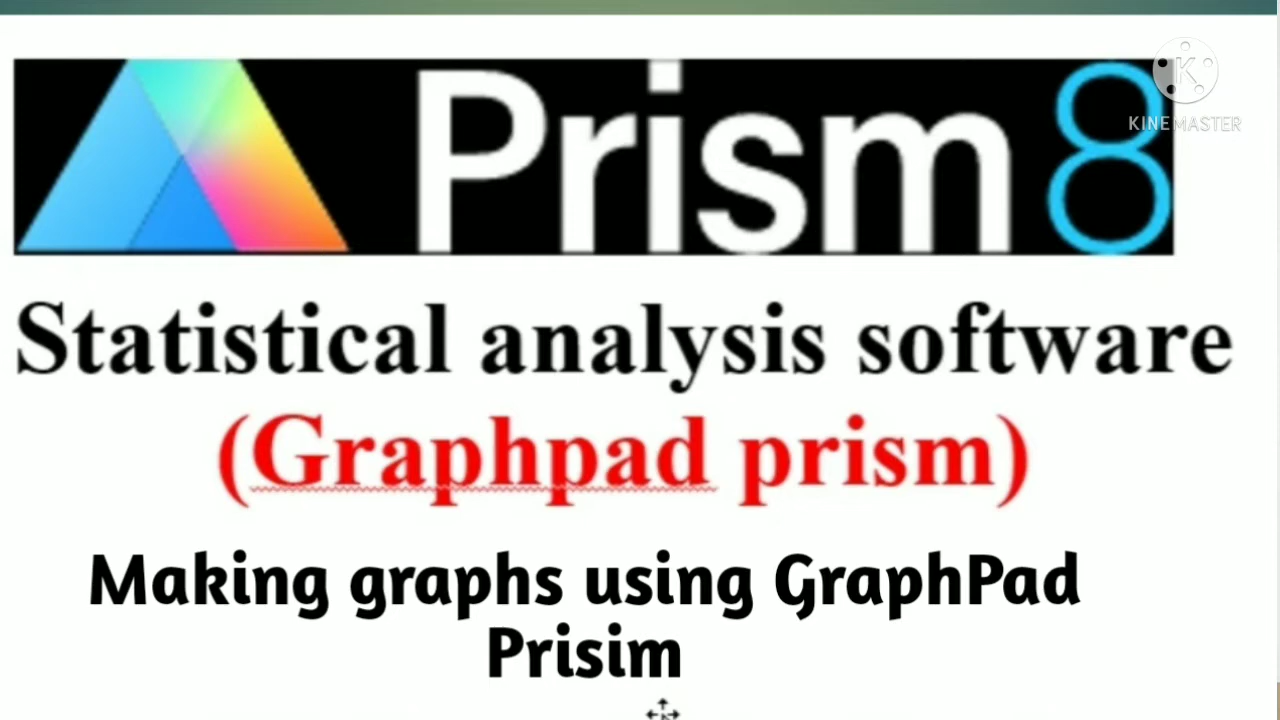 Prism 8
K
KINEMASTER
Statistical analysis software
(Graphpad prism)
Making graphs using GraphPad
Prisim